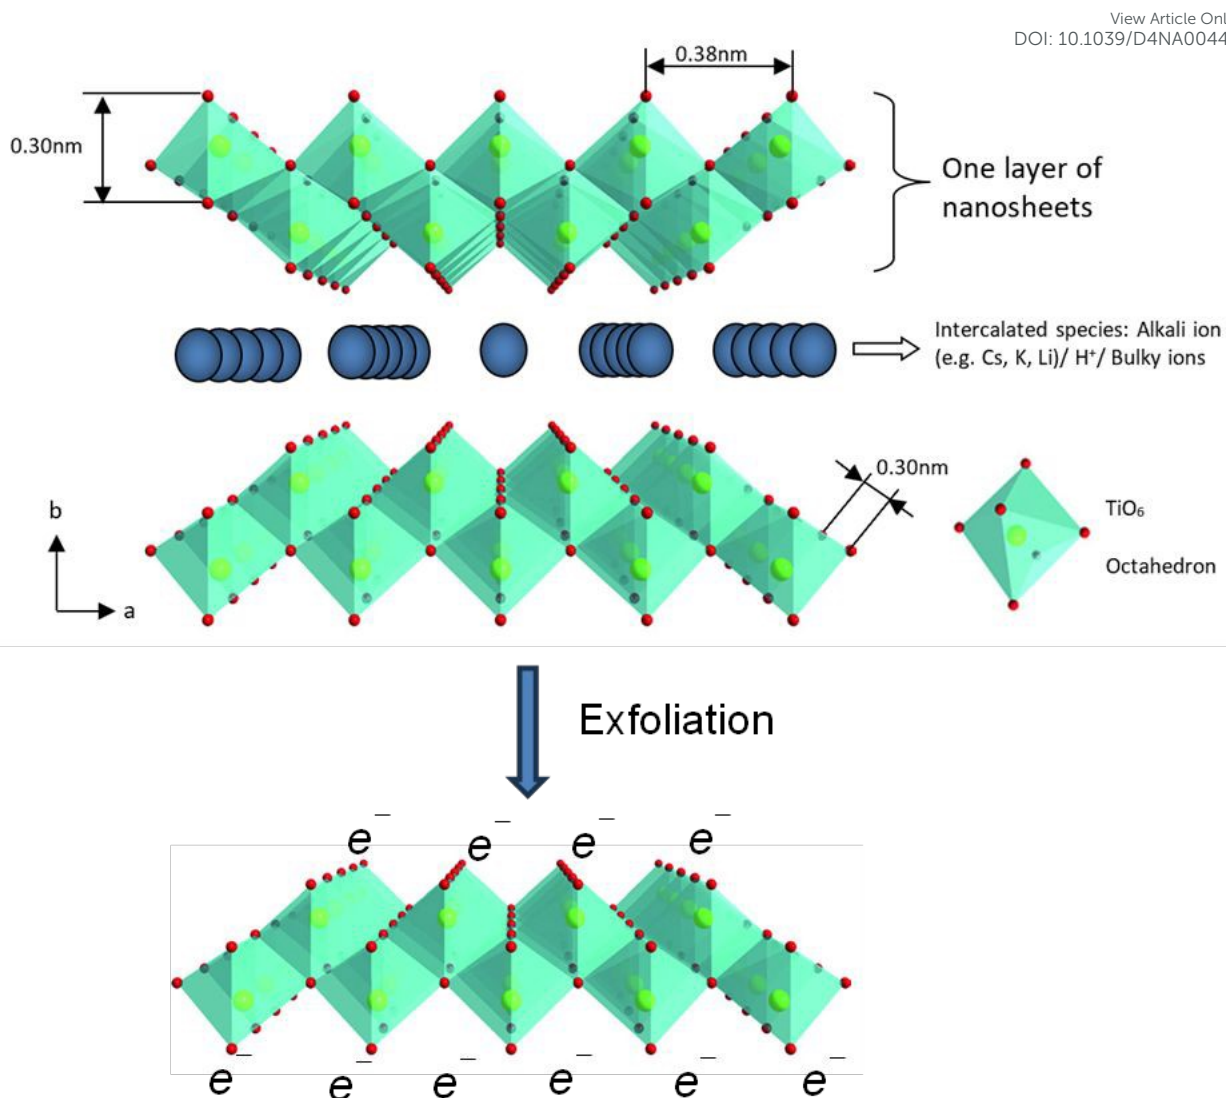 View Article Onl
DOI: 10.1039/D4NA0044
0.38nm
0.30nm
One layer of
nanosheets
Intercalated species: Alkali ion
(e.g. Cs, K, Li)/ H⁺/ Bulky ions
0.30nm
TiO₆
Octahedron
b
a
Exfoliation
e⁻ e⁻ e⁻ e⁻
e⁻ e⁻ e⁻ e⁻ e⁻ e⁻